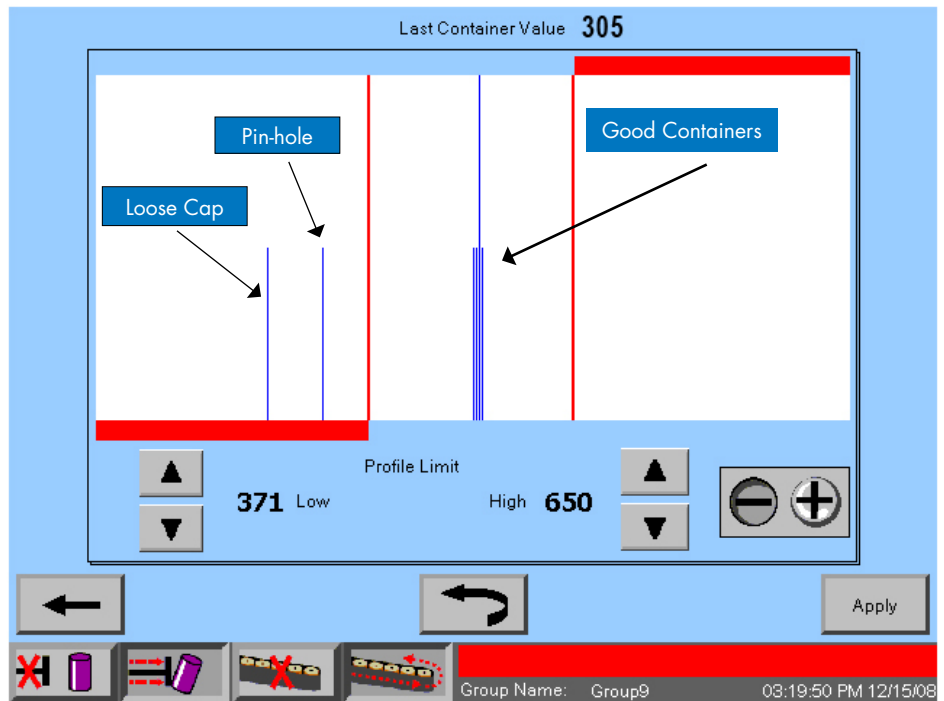 Last Container Value 305
Pin-hole
Good Containers
Loose Cap
Profile Limit
371 Low
High 650
Apply
Group Name: Group9
03:19:50 PM 12/15/08